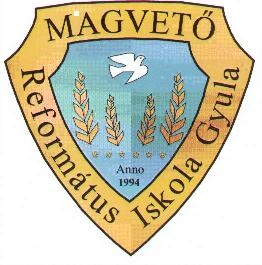 MAGVETŐ
Református Iskola Gyula
Anno
1994